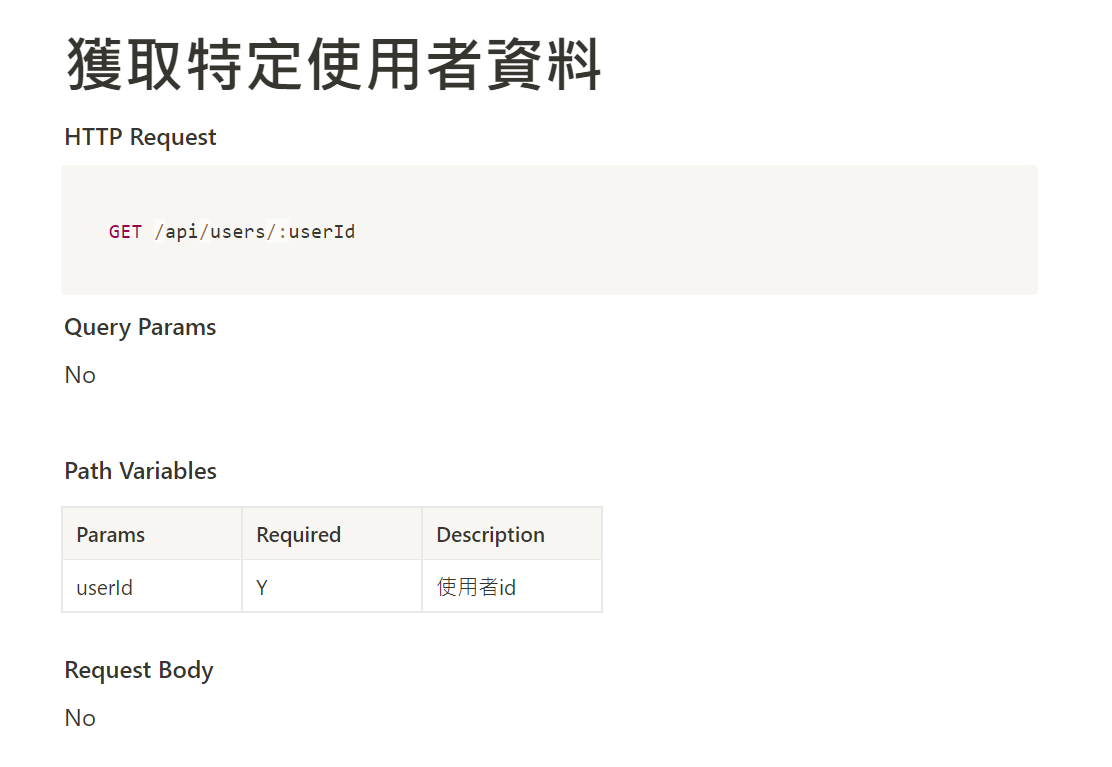 獲取特定使用者資料
HTTP Request
GET /api/users/:userId
Query Params
No
Path Variables
Params Required Description
userId Y 使用者id
Request Body
No